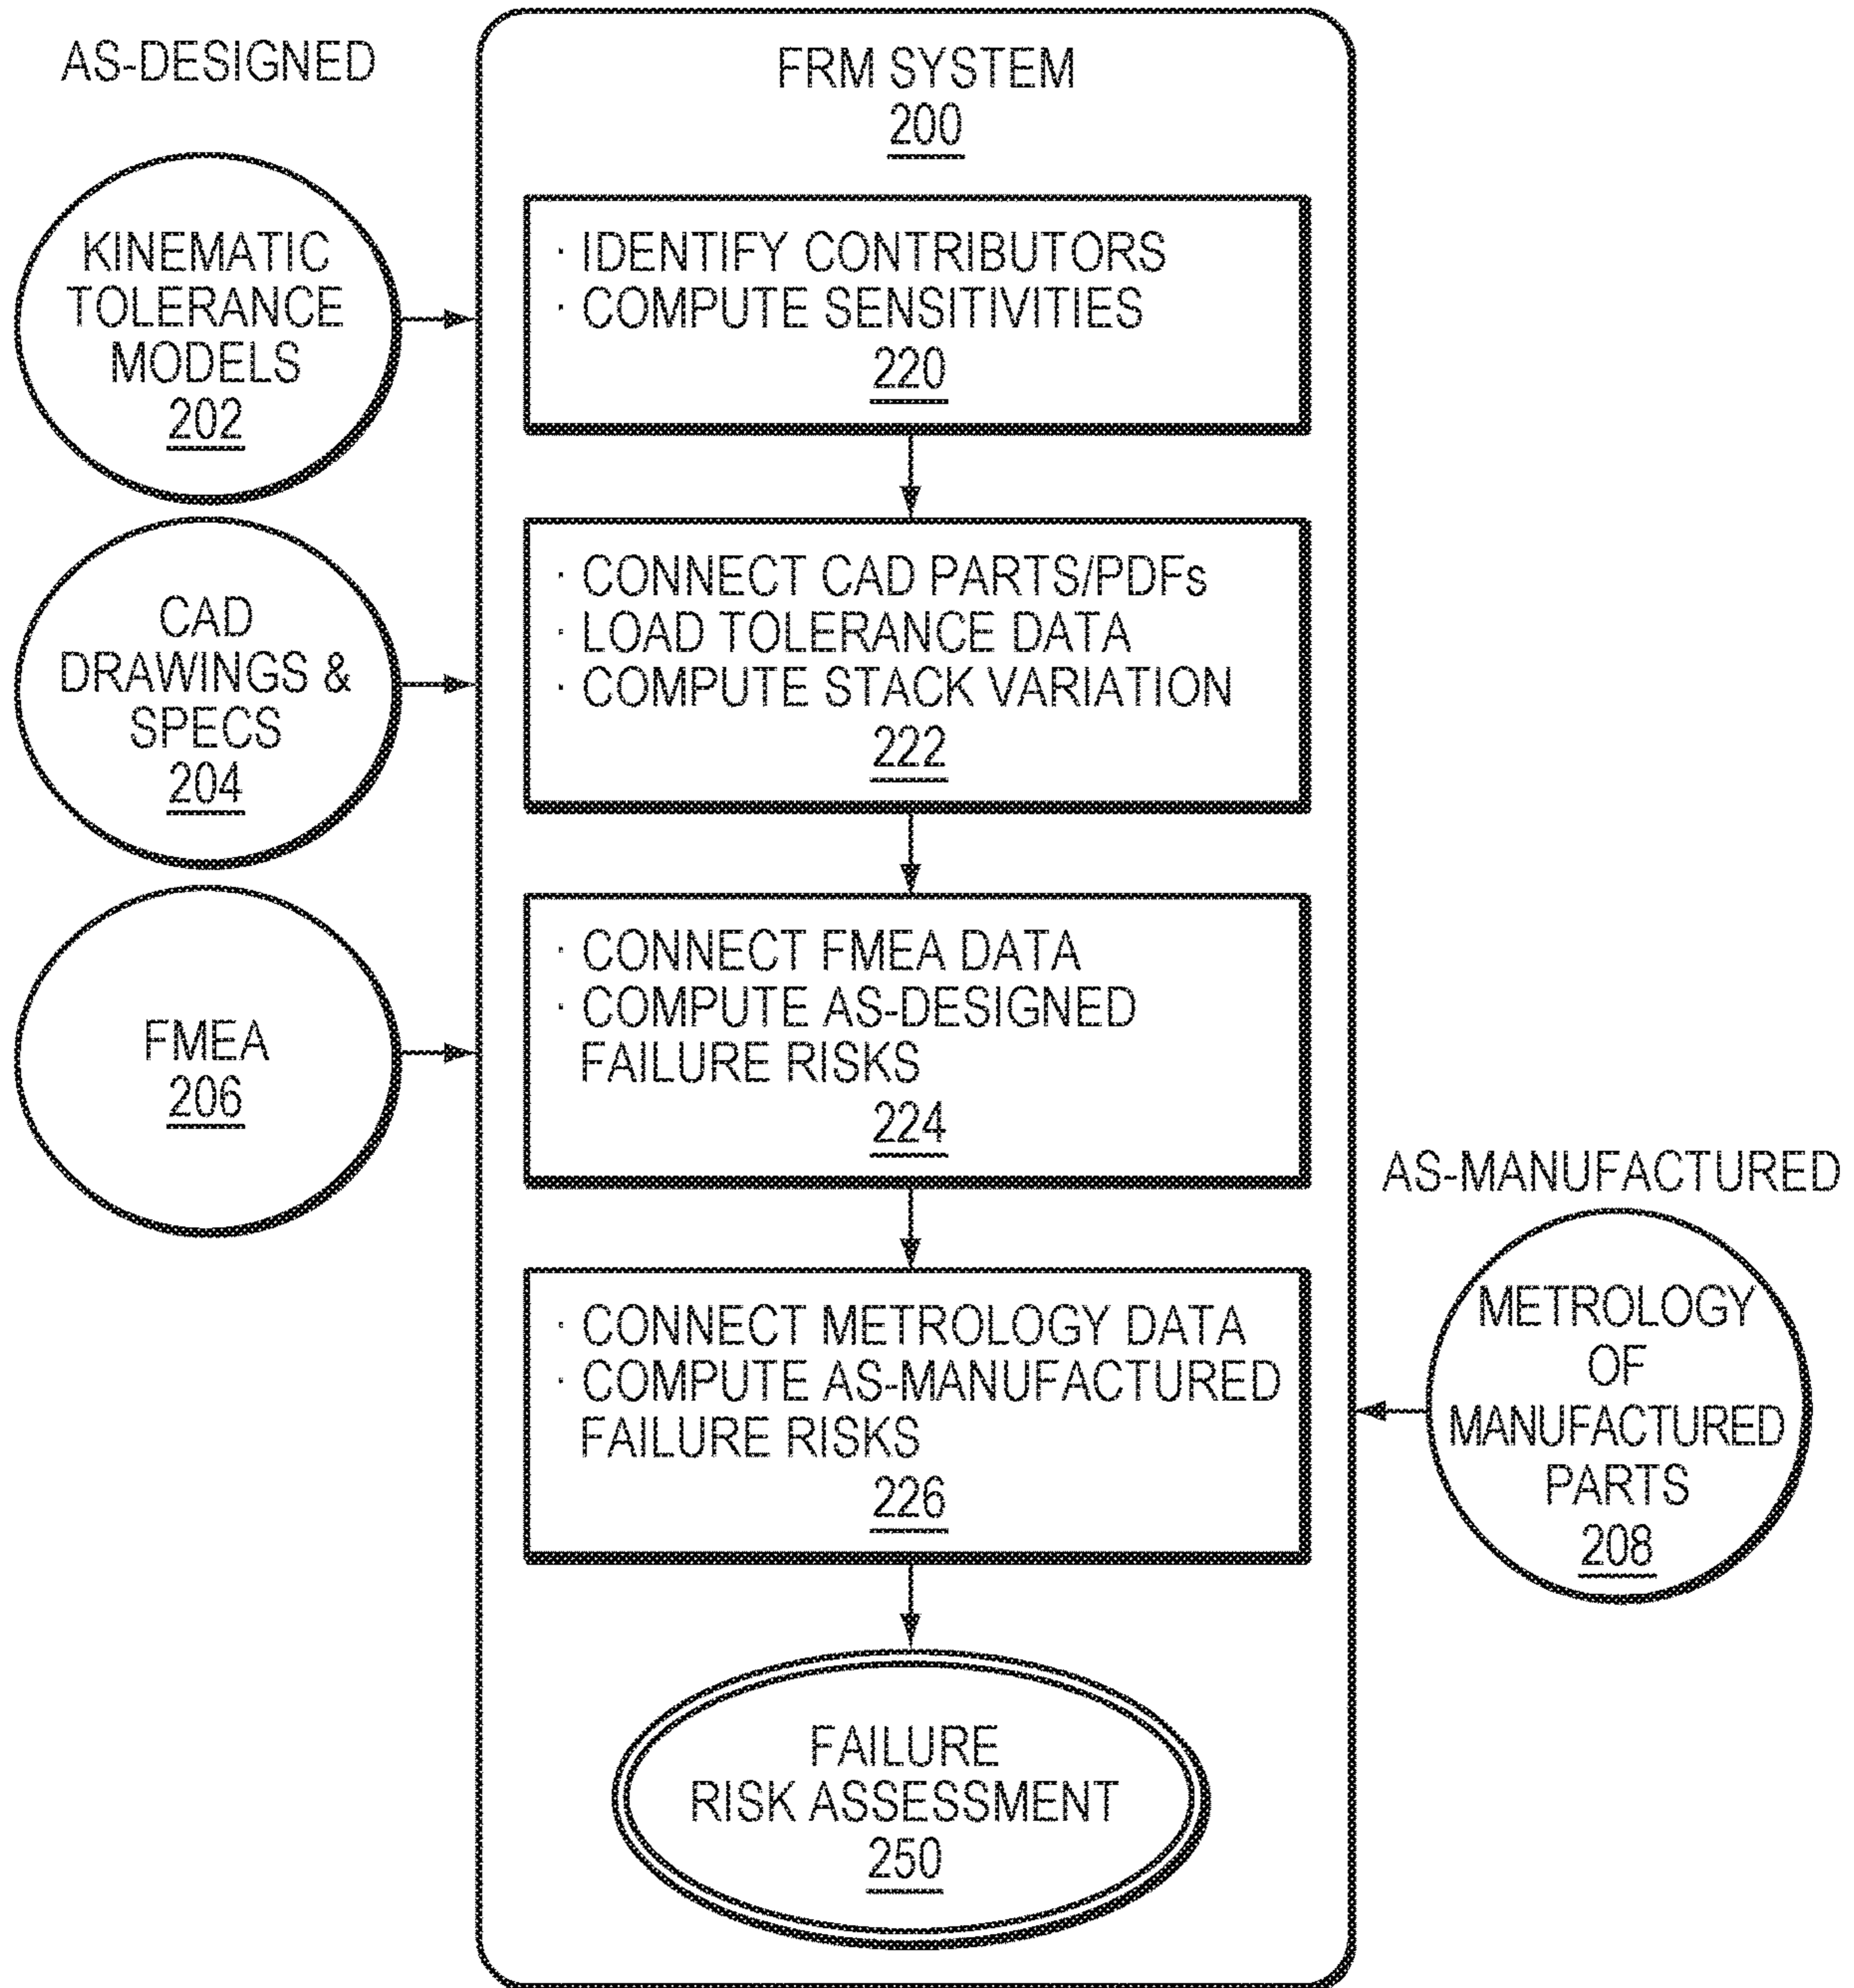 AS-DESIGNED
KINEMATIC
TOLERANCE
MODELS
202
CAD
DRAWINGS &
SPECS
204
FMEA
206
FRM SYSTEM
200
· IDENTIFY CONTRIBUTORS
· COMPUTE SENSITIVITIES
220
· CONNECT CAD PARTS/PDFs
· LOAD TOLERANCE DATA
· COMPUTE STACK VARIATION
222
· CONNECT FMEA DATA
· COMPUTE AS-DESIGNED
FAILURE RISKS
224
· CONNECT METROLOGY DATA
· COMPUTE AS-MANUFACTURED
FAILURE RISKS
226
FAILURE
RISK ASSESSMENT
250
AS-MANUFACTURED
METROLOGY
OF
MANUFACTURED
PARTS
208